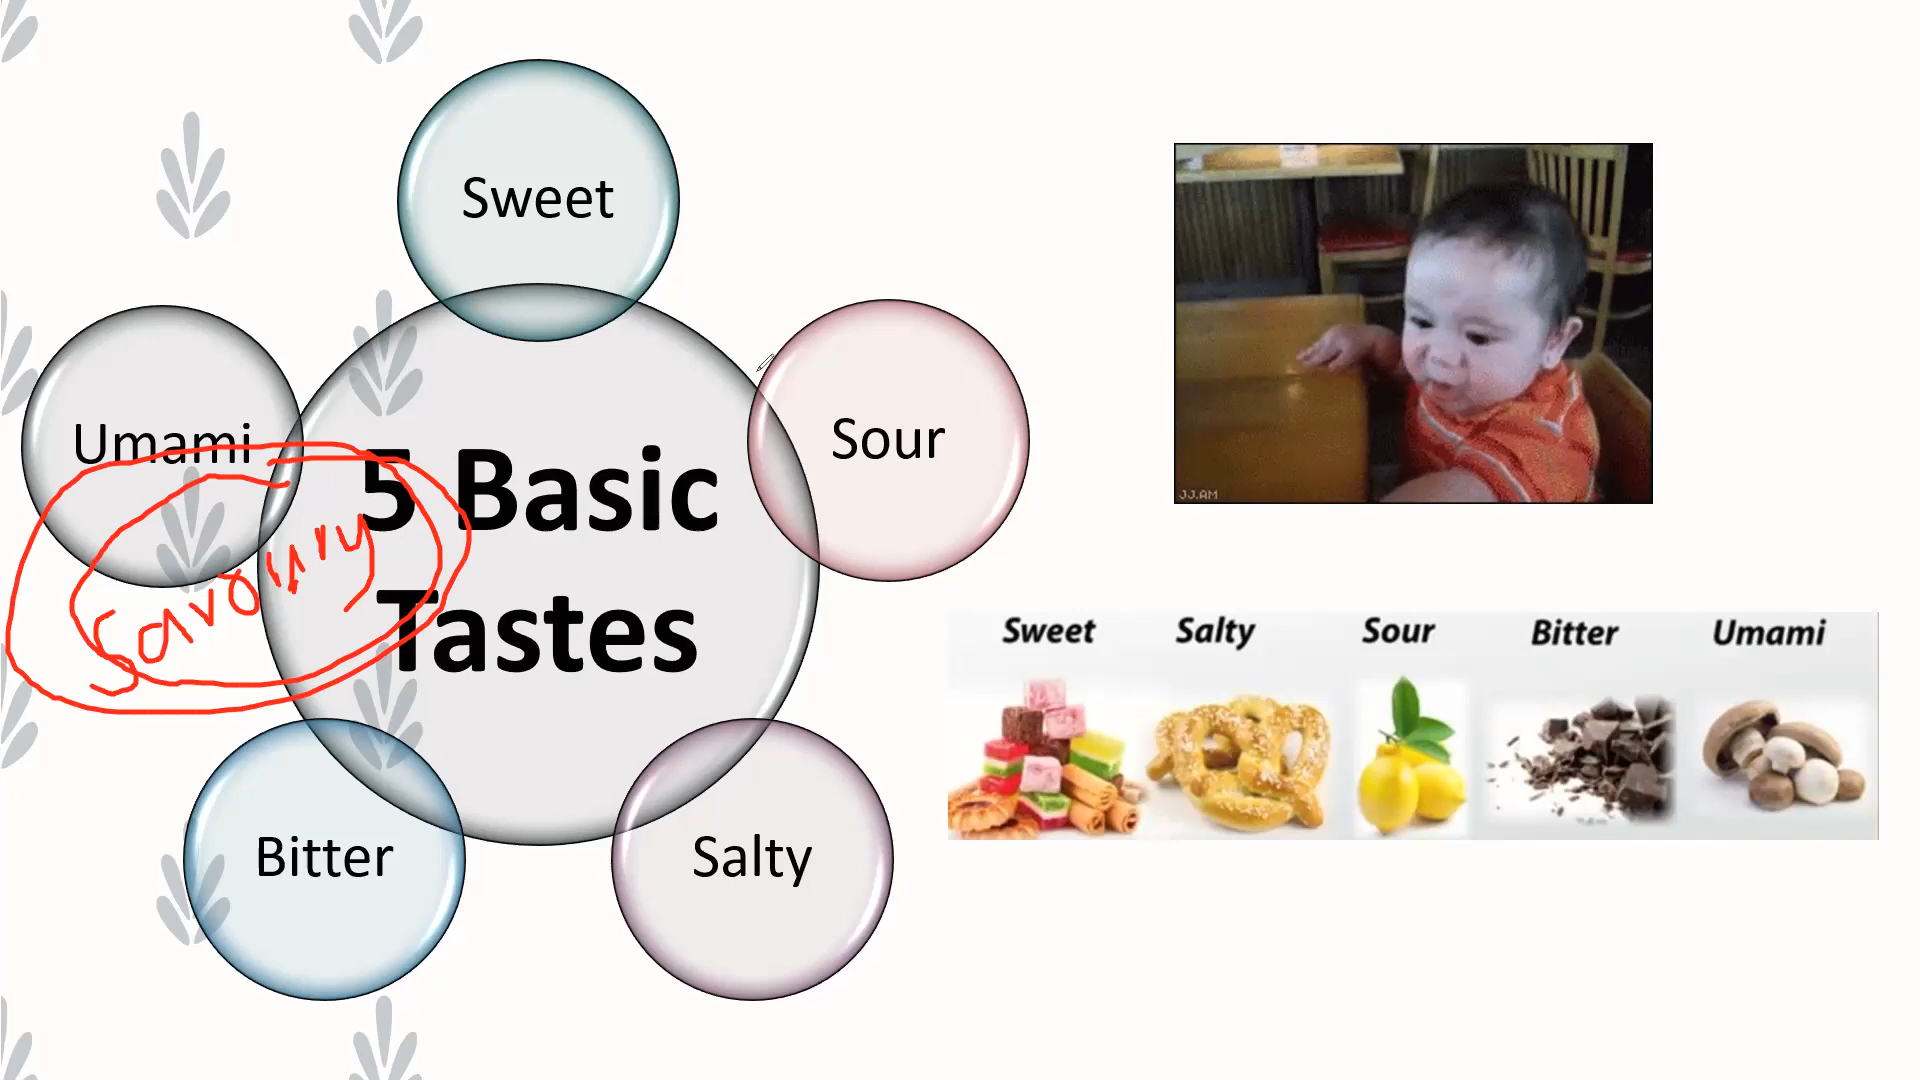 Sweet
Umami
Sour
5 Basic
Tastes
Savoury
Bitter
Salty
JJ.AM
Sweet Salty Sour Bitter Umami